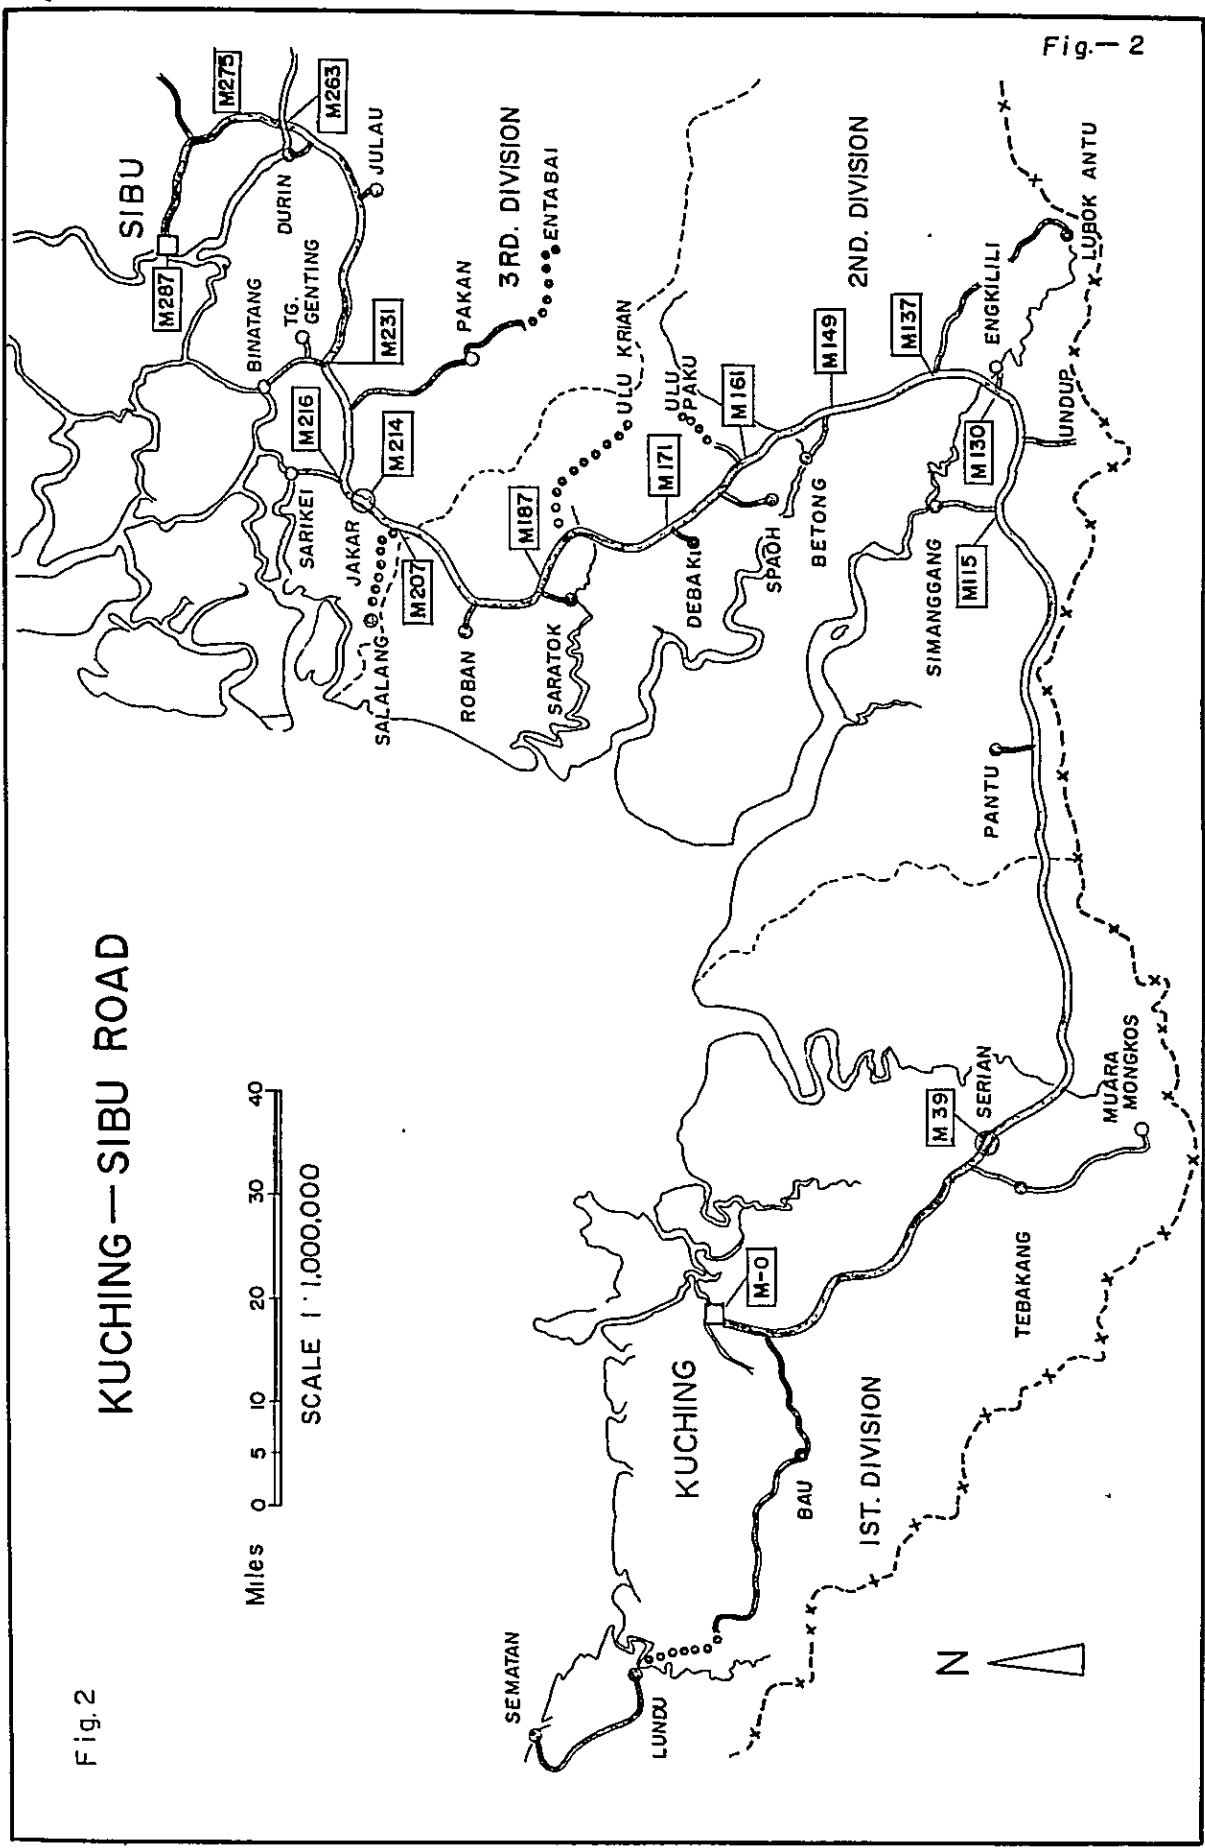 Fig.— 2
Fig. 2
KUCHING — SIBU ROAD
Miles 0 5 10 20 30 40
SCALE 1 : 1,000,000
SIBU
M287
M275
M263
DURIN
JULAU
TG.
GENTING
BINATANG
M231
M216
M214
SARIKEI
JAKAR
M207
SALALANG
PAKAN
3RD. DIVISION
ENTABAI
ULU KRIAN
M187
ROBAN
SARATOK
ULU
PAKU
M171
M161
DEBAKI
SPAOH
BETONG
M149
2ND. DIVISION
M137
ENGKILILI
LUBOK ANTU
M130
UNDUP
SIMANGGANG
M115
PANTU
SERIAN
M 39
MUARA
MONGKOS
TEBAKANG
M-0
KUCHING
1ST. DIVISION
BAU
LUNDU
SEMATAN
N